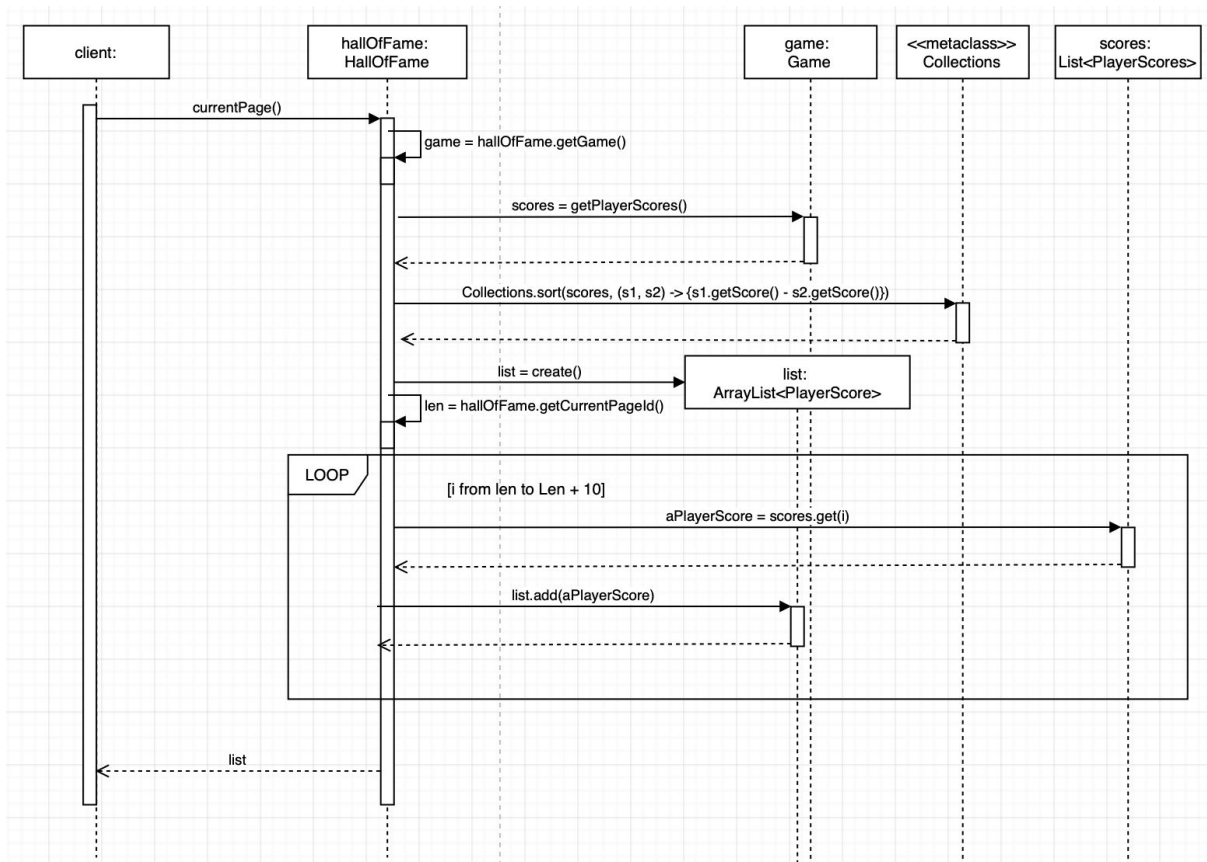 client:
hallOfFame:
HallOfFame
game:
Game
<<metaclass>>
Collections
scores:
List<PlayerScores>
currentPage()
game = hallOfFame.getGame()
scores = getPlayerScores()
Collections.sort(scores, (s1, s2) -> {s1.getScore() - s2.getScore()})
list = create()
list:
ArrayList<PlayerScore>
len = hallOfFame.getCurrentPageId()
LOOP
[i from len to Len + 10]
aPlayerScore = scores.get(i)
list.add(aPlayerScore)
list